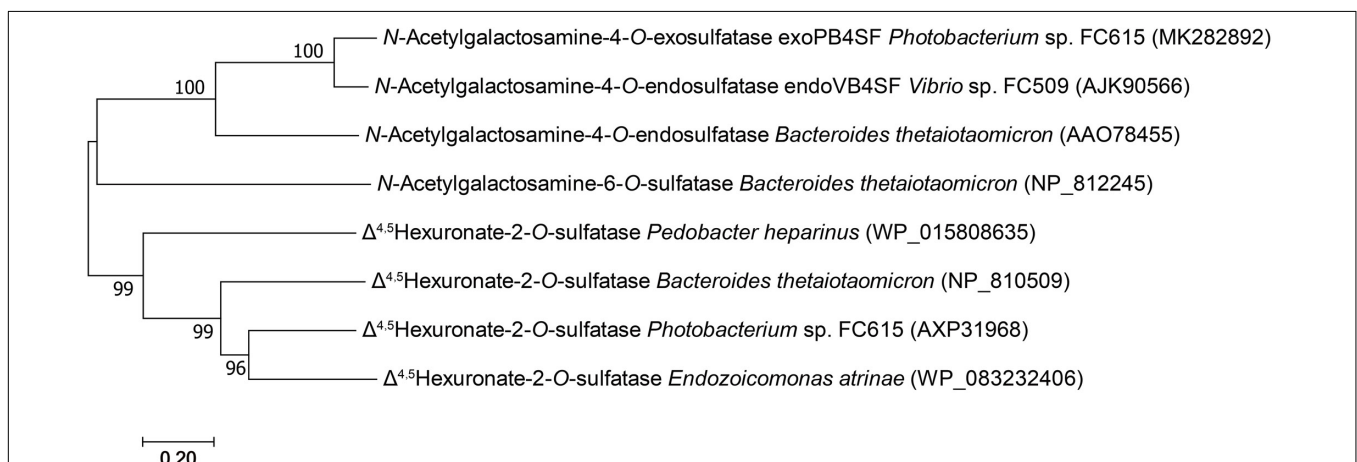 N-Acetylgalactosamine-4-O-exosulfatase exoPB4SF Photobacterium sp. FC615 (MK282892)
100
N-Acetylgalactosamine-4-O-endosulfatase endoVB4SF Vibrio sp. FC509 (AJK90566)
100
N-Acetylgalactosamine-4-O-endosulfatase Bacteroides thetaiotaomicron (AAO78455)
N-Acetylgalactosamine-6-O-sulfatase Bacteroides thetaiotaomicron (NP_812245)
Δ4,5Hexuronate-2-O-sulfatase Pedobacter heparinus (WP_015808635)
99
Δ4,5Hexuronate-2-O-sulfatase Bacteroides thetaiotaomicron (NP_810509)
99
Δ4,5Hexuronate-2-O-sulfatase Photobacterium sp. FC615 (AXP31968)
96
Δ4,5Hexuronate-2-O-sulfatase Endozoicomonas atrinae (WP_083232406)
0.20